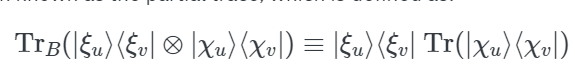 n known as the partial trace, which is defined as:
Tr_B(|ξ_u⟩⟨ξ_v| ⊗ |χ_u⟩⟨χ_v|) ≡ |ξ_u⟩⟨ξ_v| Tr(|χ_u⟩⟨χ_v|)